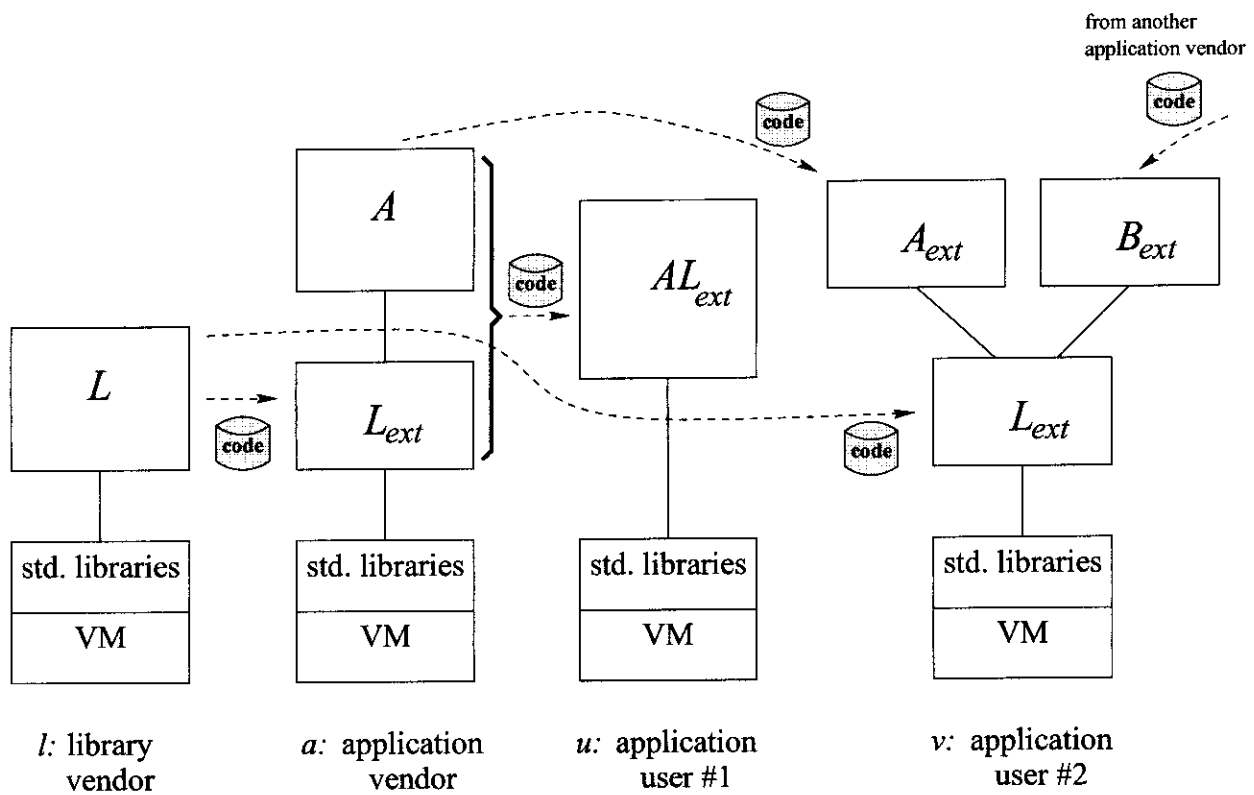 from another
application vendor
code
code
A
A_ext
B_ext
code
AL_ext
L
code
L_ext
code
L_ext
std. libraries
VM
std. libraries
VM
std. libraries
VM
std. libraries
VM
l: library
vendor
a: application
vendor
u: application
user #1
v: application
user #2